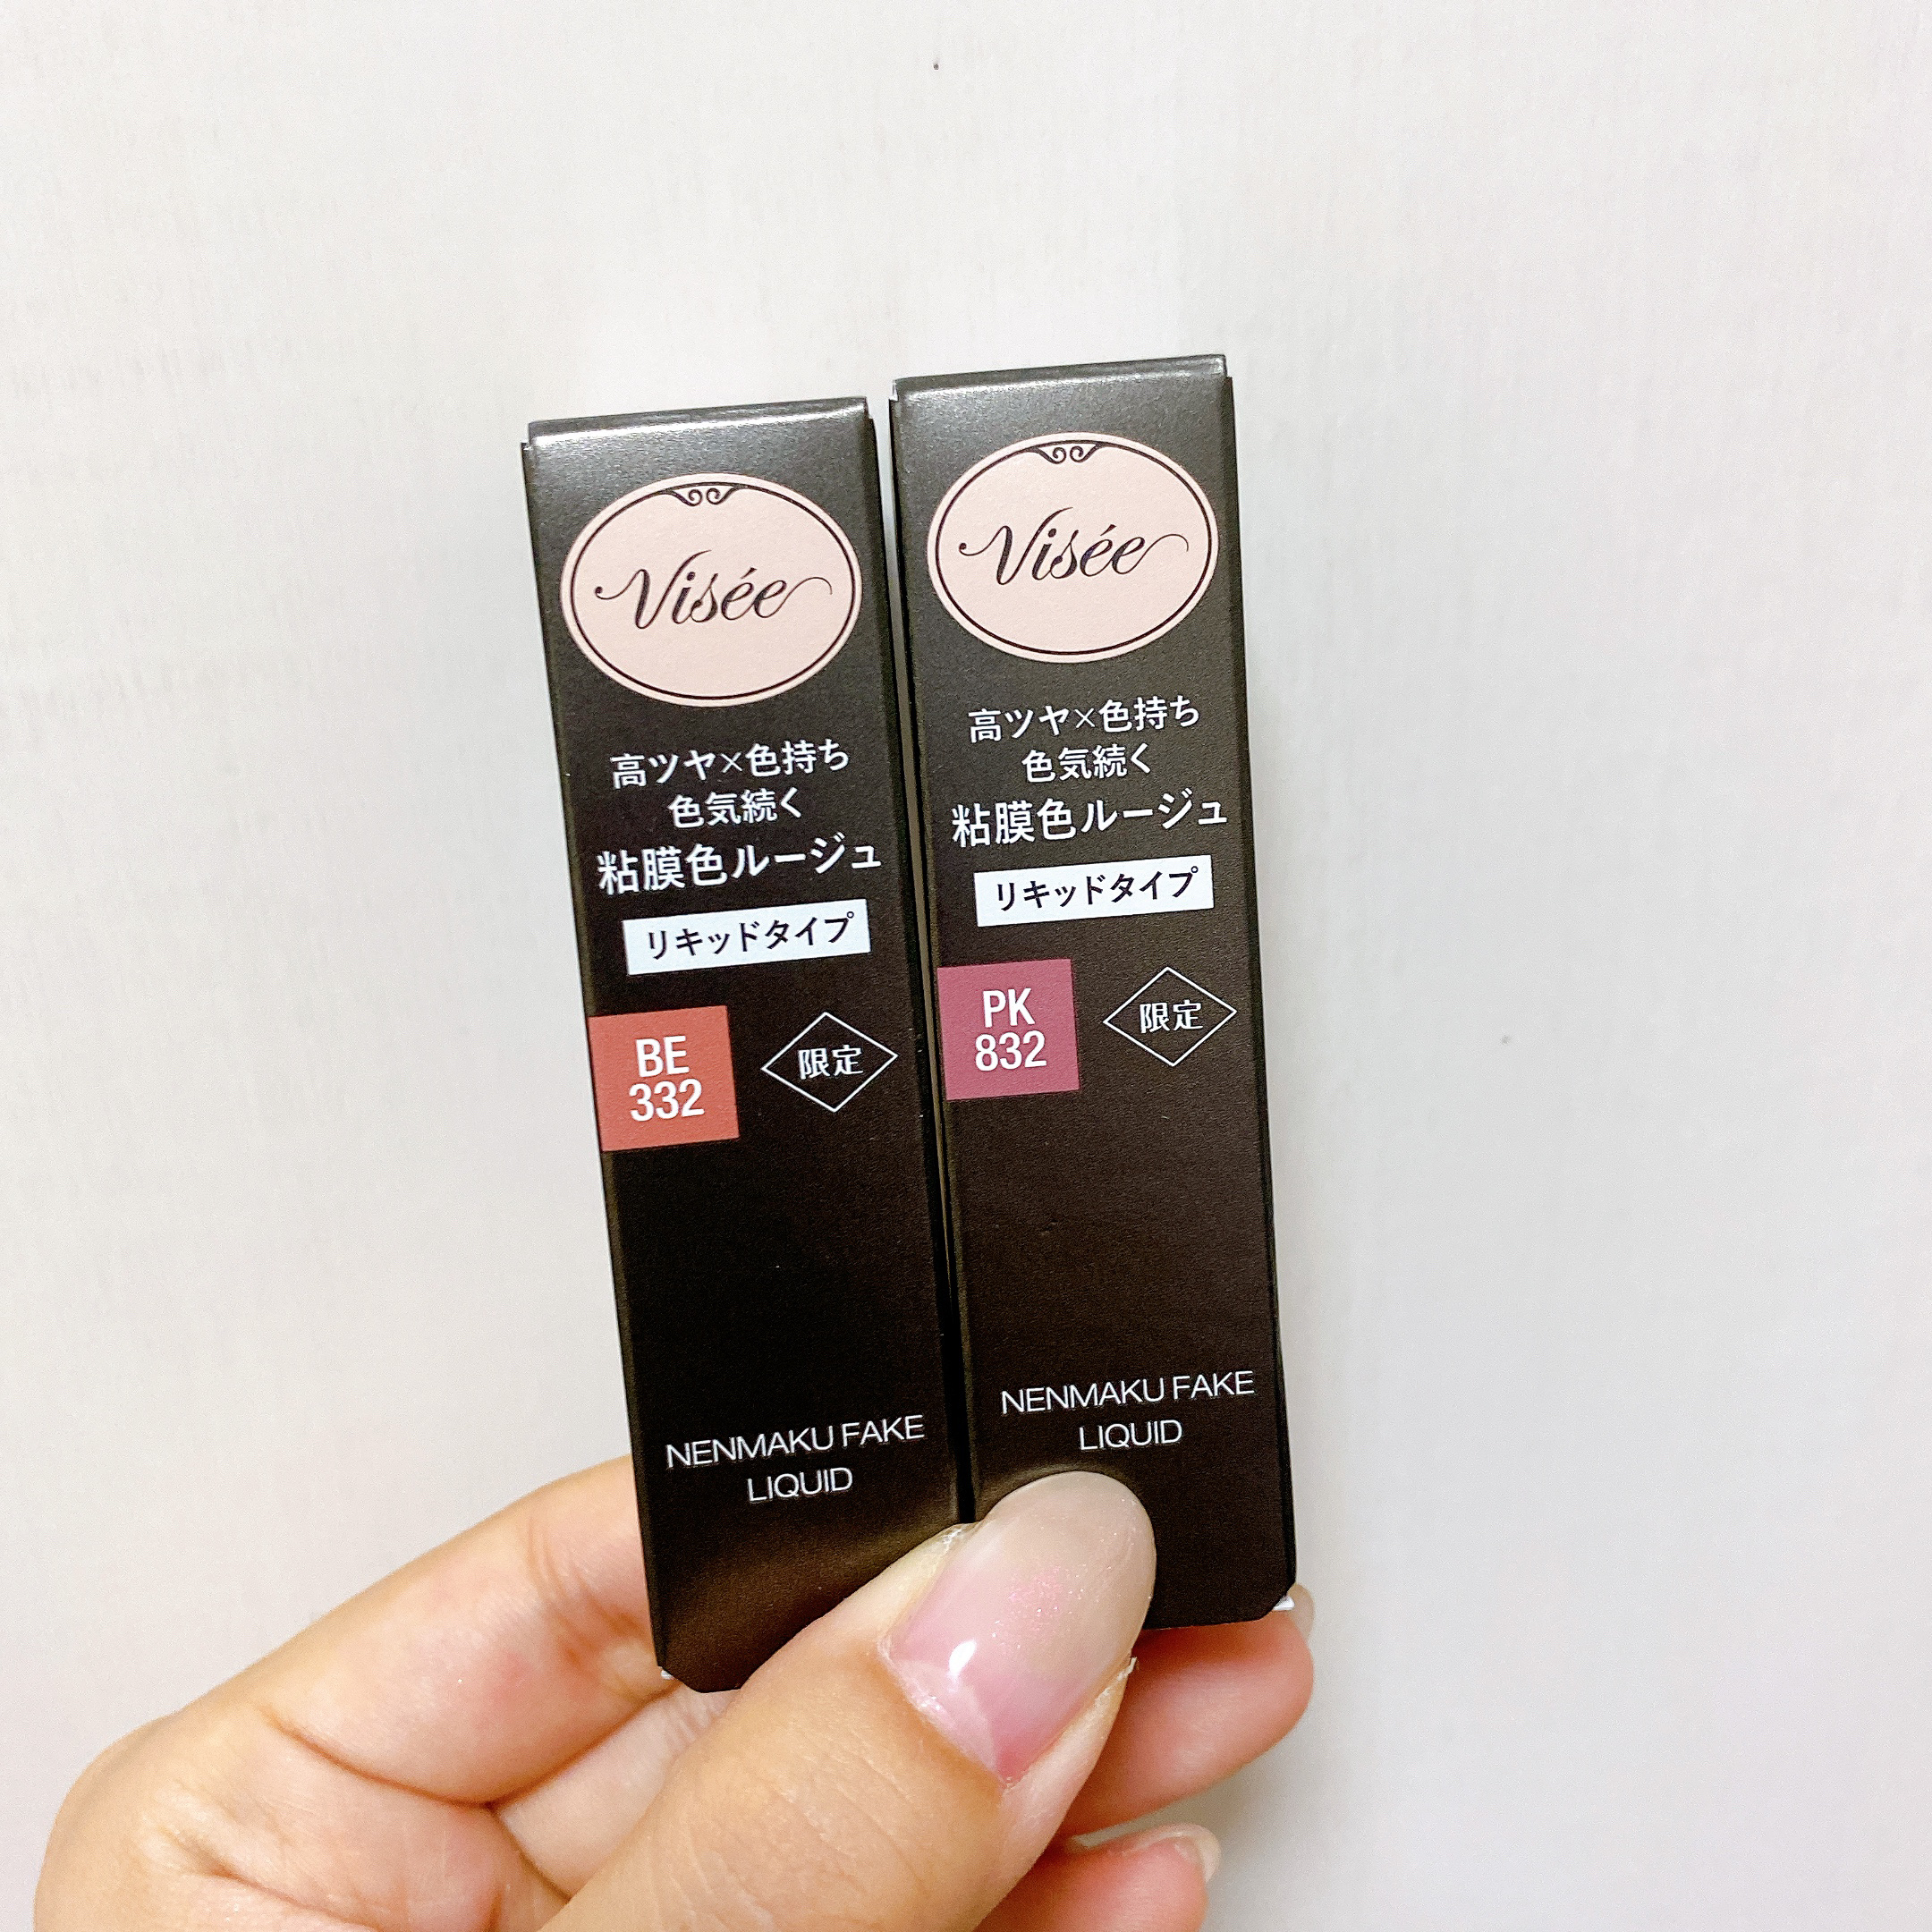 Visée
高ツヤ×色持ち
色気続く
粘膜色ルージュ
リキッドタイプ
BE
332
限定
NENMAKU FAKE
LIQUID
Visée
高ツヤ×色持ち
色気続く
粘膜色ルージュ
リキッドタイプ
PK
832
限定
NENMAKU FAKE
LIQUID